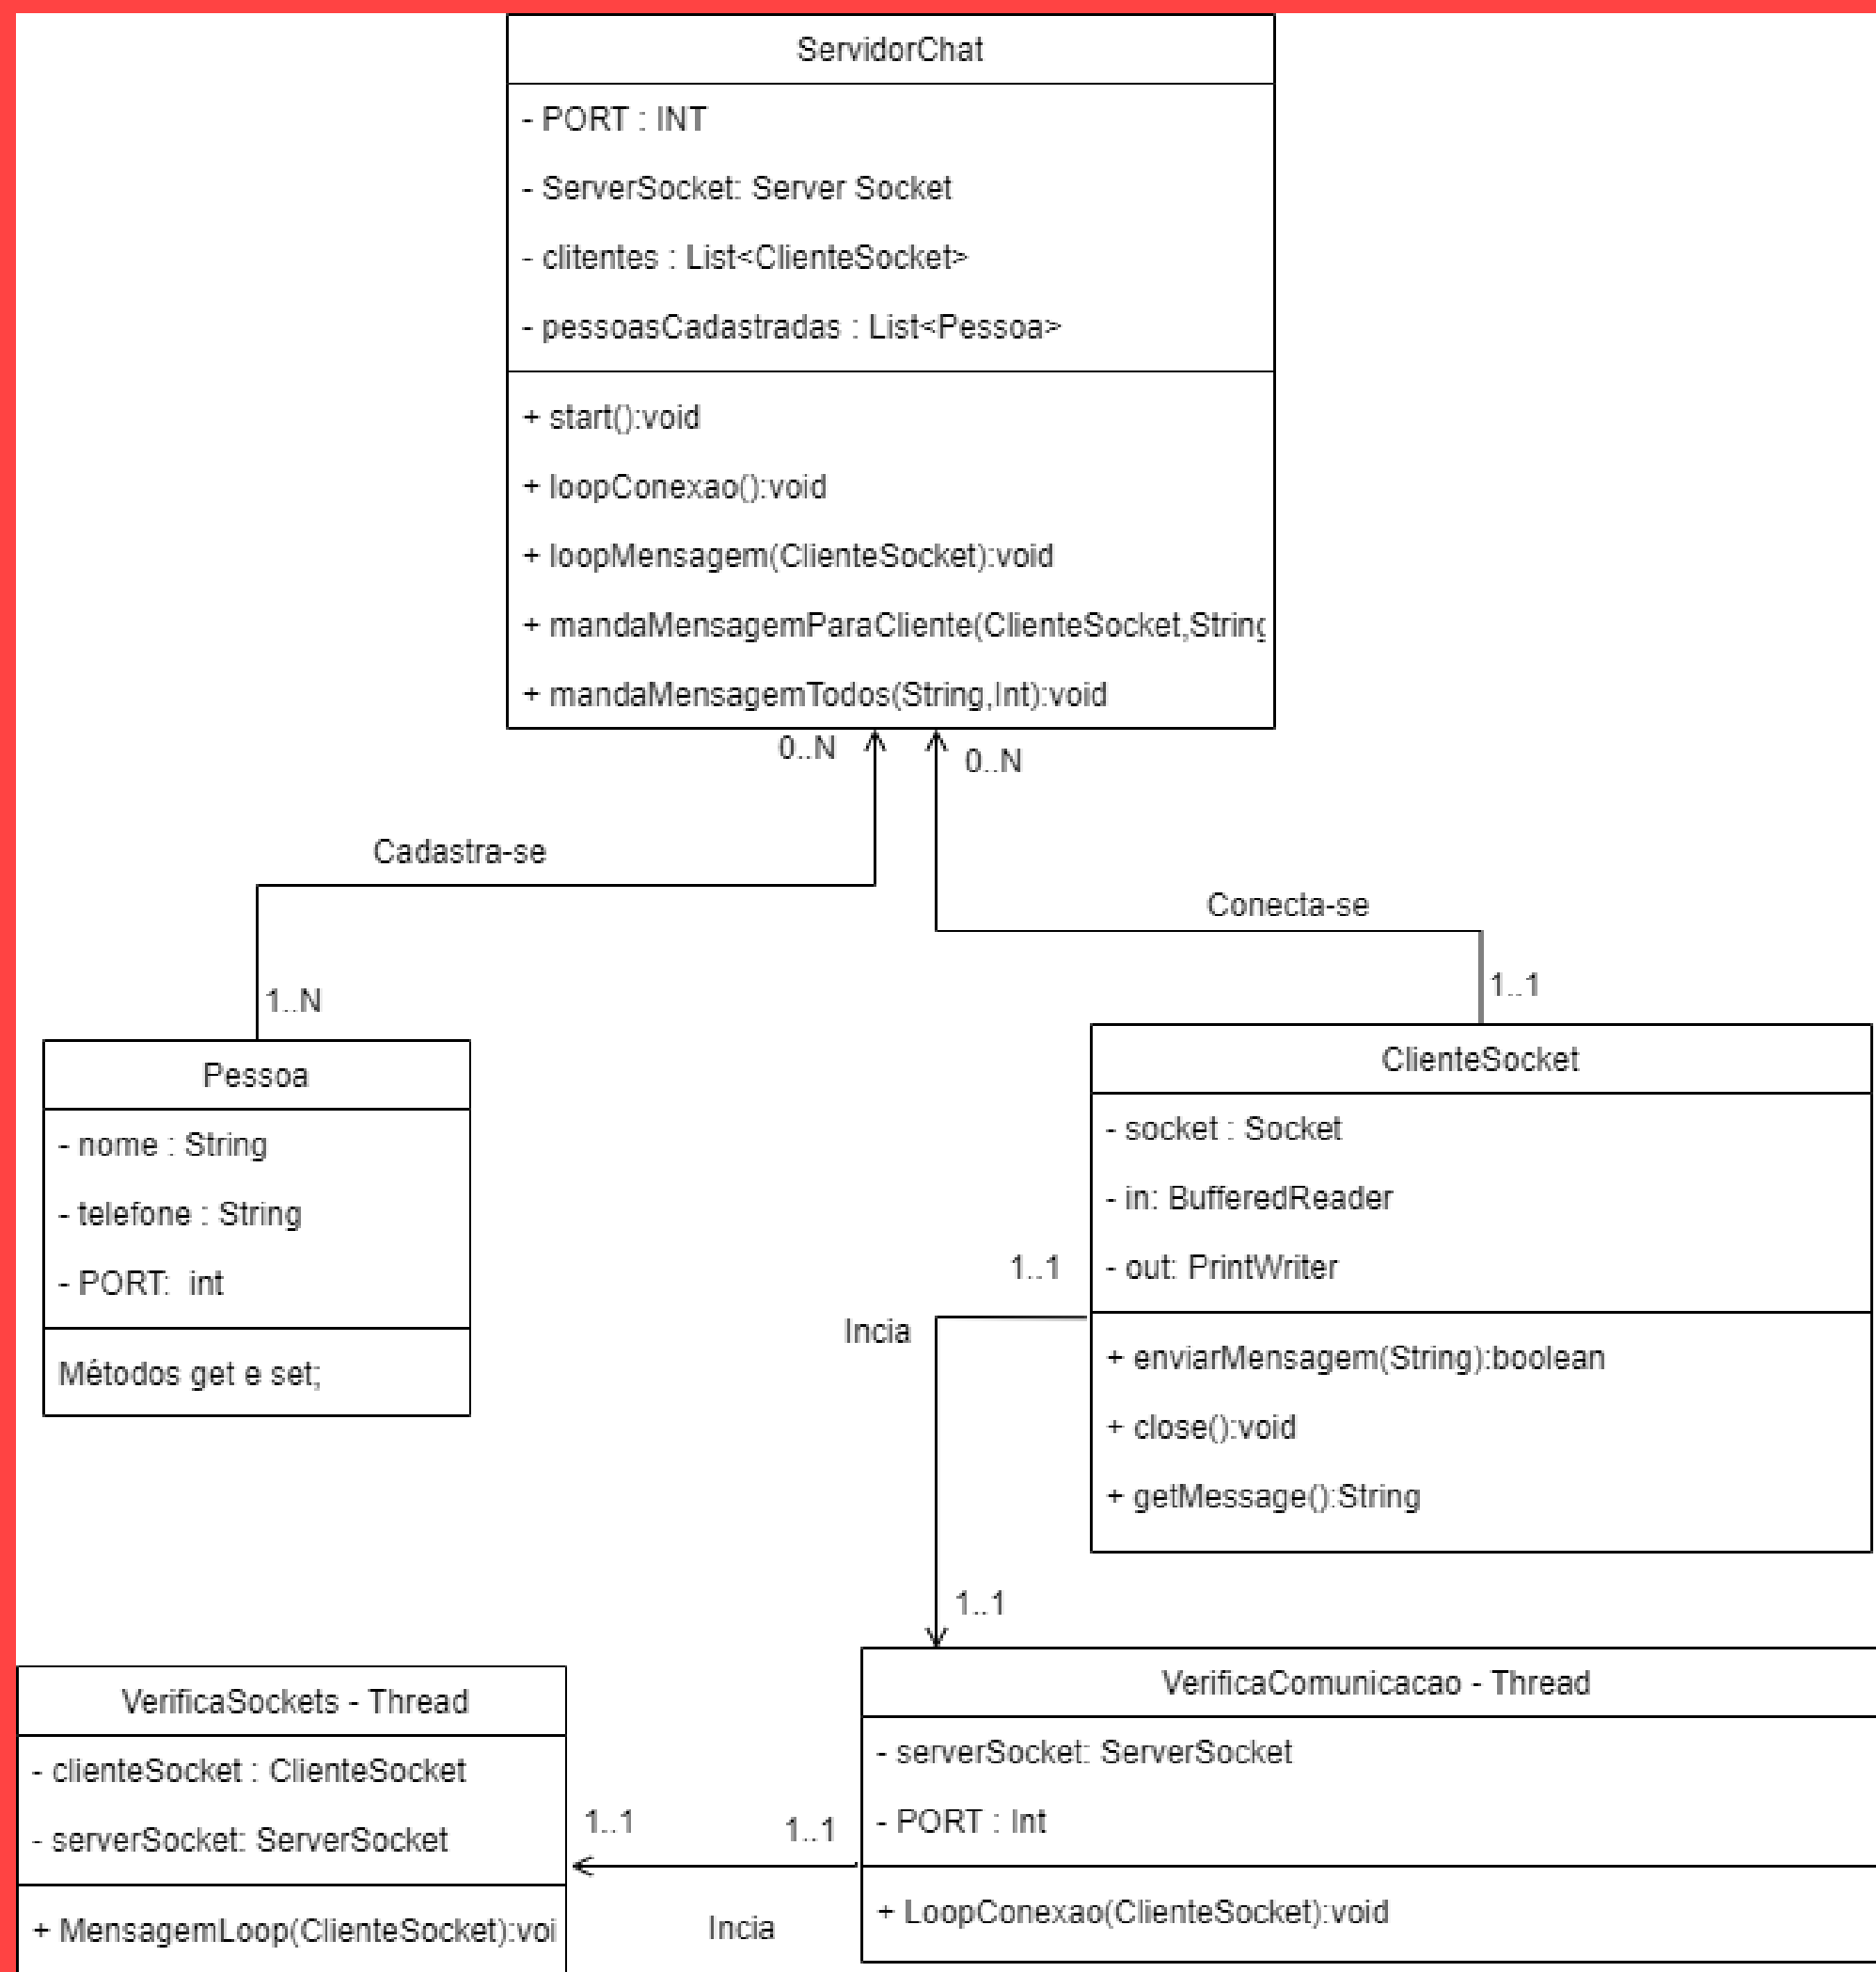 ServidorChat
- PORT : INT
- ServerSocket: Server Socket
- clitentes : List<ClienteSocket>
- pessoasCadastradas : List<Pessoa>
+ start():void
+ loopConexao():void
+ loopMensagem(ClienteSocket):void
+ mandaMensagemParaCliente(ClienteSocket,String
+ mandaMensagemTodos(String,Int):void
0..N
0..N
Cadastra-se
Conecta-se
1..N
1..1
Pessoa
- nome : String
- telefone : String
- PORT: int
Métodos get e set;
ClienteSocket
- socket : Socket
- in: BufferedReader
- out: PrintWriter
+ enviarMensagem(String):boolean
+ close():void
+ getMessage():String
1..1
Incia
1..1
VerificaSockets - Thread
- clienteSocket : ClienteSocket
- serverSocket: ServerSocket
+ MensagemLoop(ClienteSocket):voi
1..1
1..1
Incia
VerificaComunicacao - Thread
- serverSocket: ServerSocket
- PORT : Int
+ LoopConexao(ClienteSocket):void